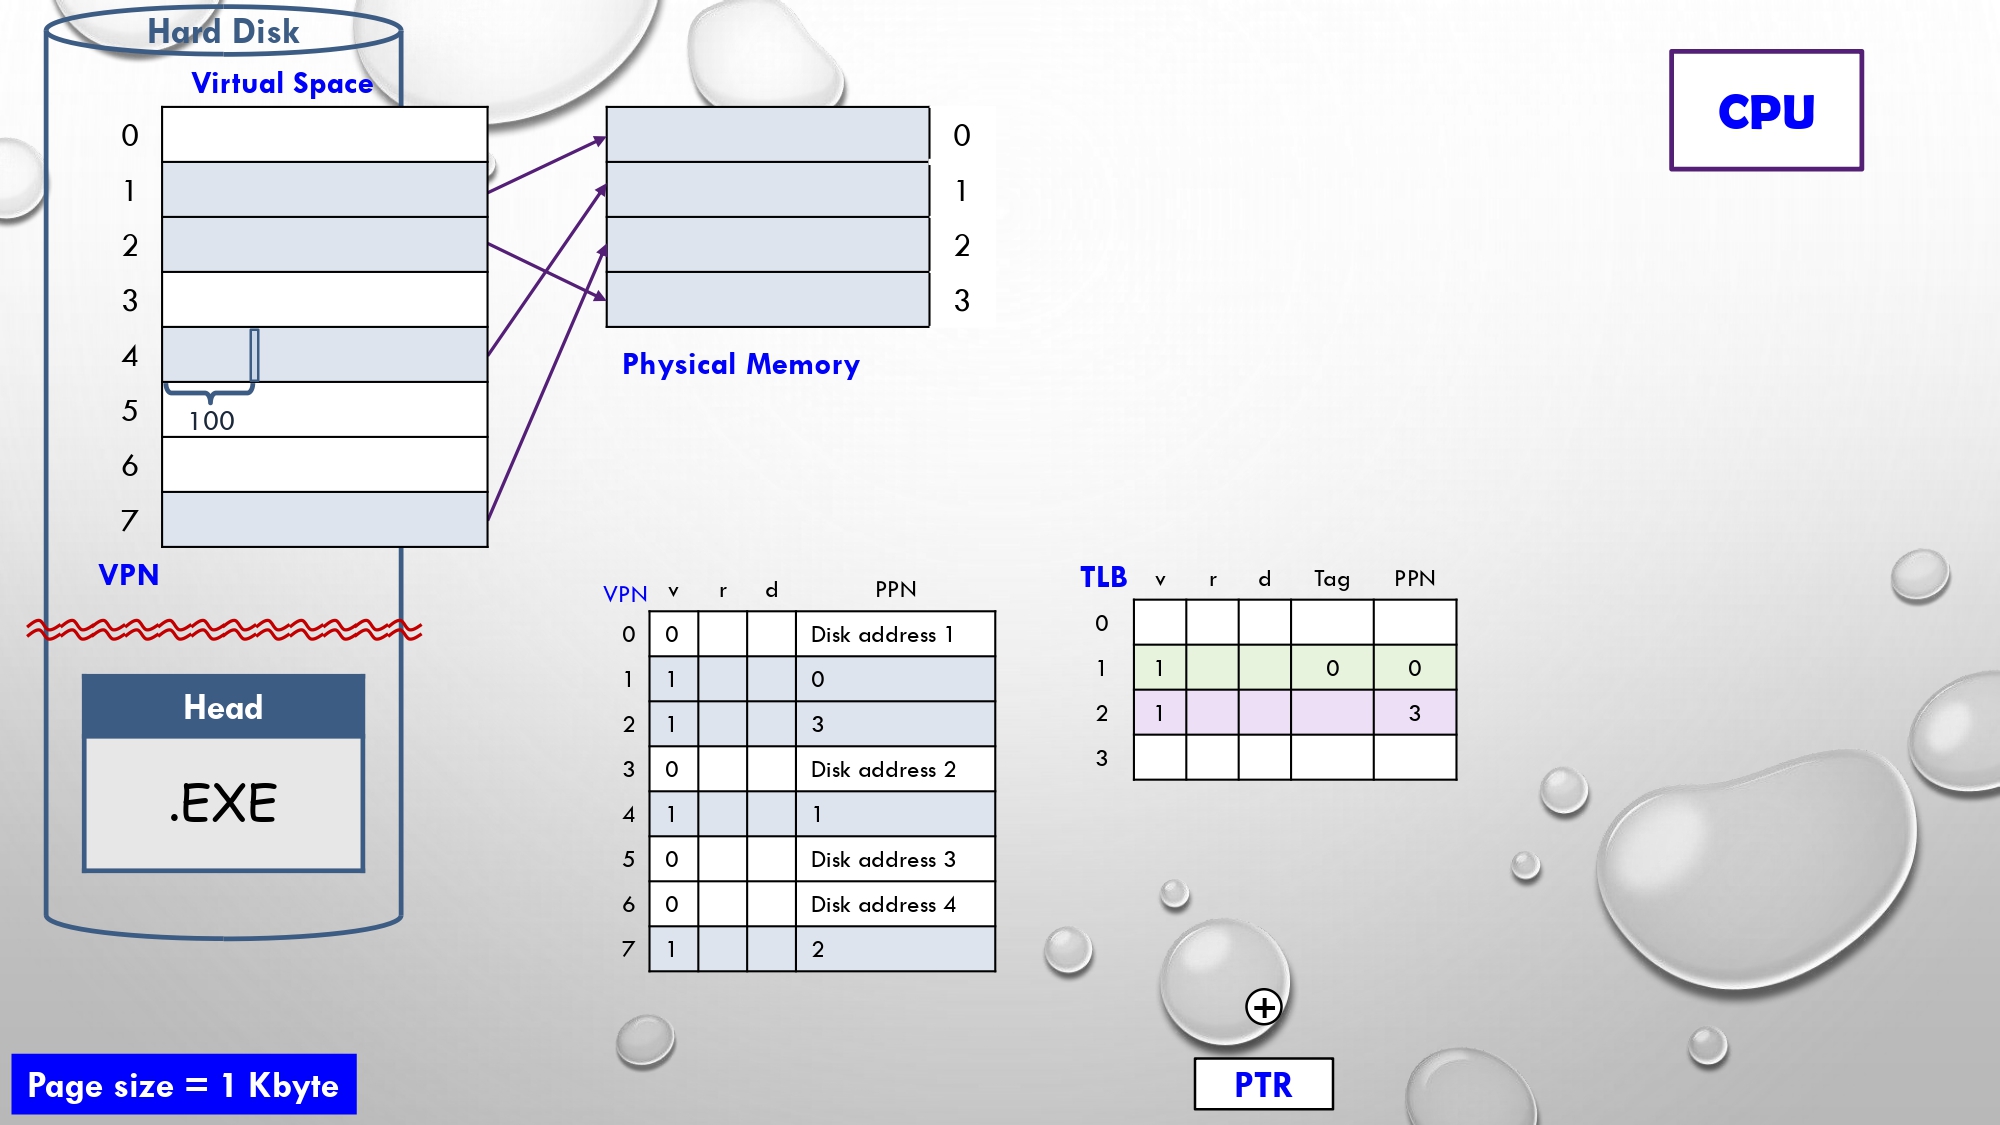 Hard Disk
Virtual Space
0
1
2
3
4
100
5
6
7
VPN
0
1
2
3
Physical Memory
CPU
Head
.EXE
Page size = 1 Kbyte
VPN v r d PPN
0 0 Disk address 1
1 1 0
2 1 3
3 0 Disk address 2
4 1 1
5 0 Disk address 3
6 0 Disk address 4
7 1 2
TLB v r d Tag PPN
0
1 1 0 0
2 1 3
3
+
PTR